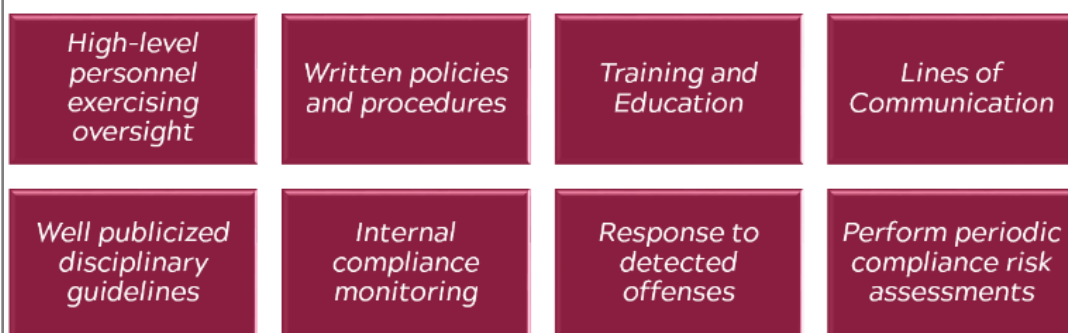 High-level
personnel
exercising
oversight
Written policies
and procedures
Training and
Education
Lines of
Communication
Well publicized
disciplinary
guidelines
Internal
compliance
monitoring
Response to
detected
offenses
Perform periodic
compliance risk
assessments